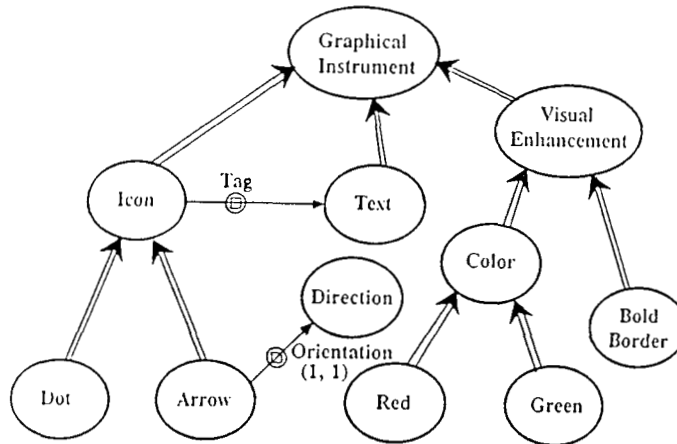 Graphical
Instrument
Visual
Enhancement
Tag
Icon
Text
Color
Direction
Bold
Border
Orientation
(1, 1)
Dot
Arrow
Red
Green